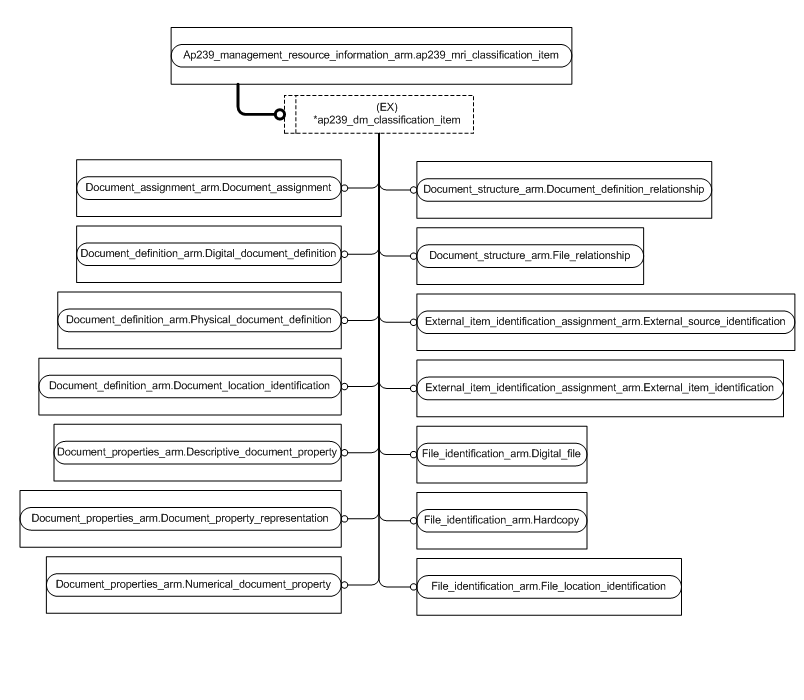 Ap239_management_resource_information_arm.ap239_mri_classification_item
(EX)
*ap239_dm_classification_item
Document_assignment_arm.Document_assignment
Document_structure_arm.Document_definition_relationship
Document_definition_arm.Digital_document_definition
Document_structure_arm.File_relationship
Document_definition_arm.Physical_document_definition
External_item_identification_assignment_arm.External_source_identification
Document_definition_arm.Document_location_identification
External_item_identification_assignment_arm.External_item_identification
Document_properties_arm.Descriptive_document_property
File_identification_arm.Digital_file
Document_properties_arm.Document_property_representation
File_identification_arm.Hardcopy
Document_properties_arm.Numerical_document_property
File_identification_arm.File_location_identification